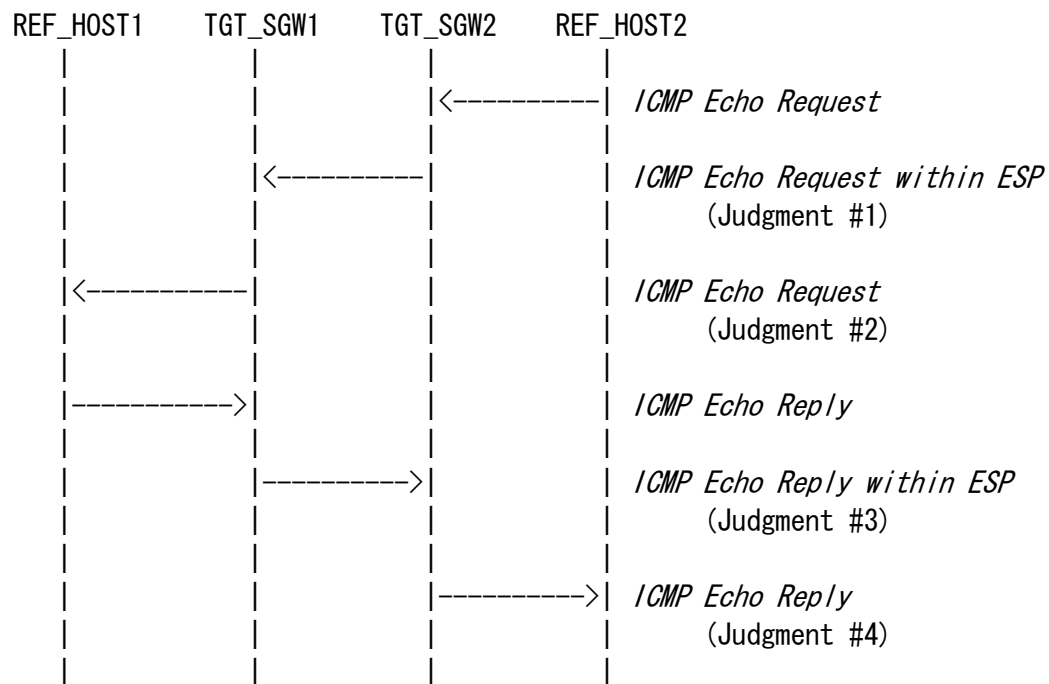 REF_HOST1 TGT_SGW1 TGT_SGW2 REF_HOST2
ICMP Echo Request
ICMP Echo Request within ESP
(Judgment #1)
ICMP Echo Request
(Judgment #2)
ICMP Echo Reply
ICMP Echo Reply within ESP
(Judgment #3)
ICMP Echo Reply
(Judgment #4)